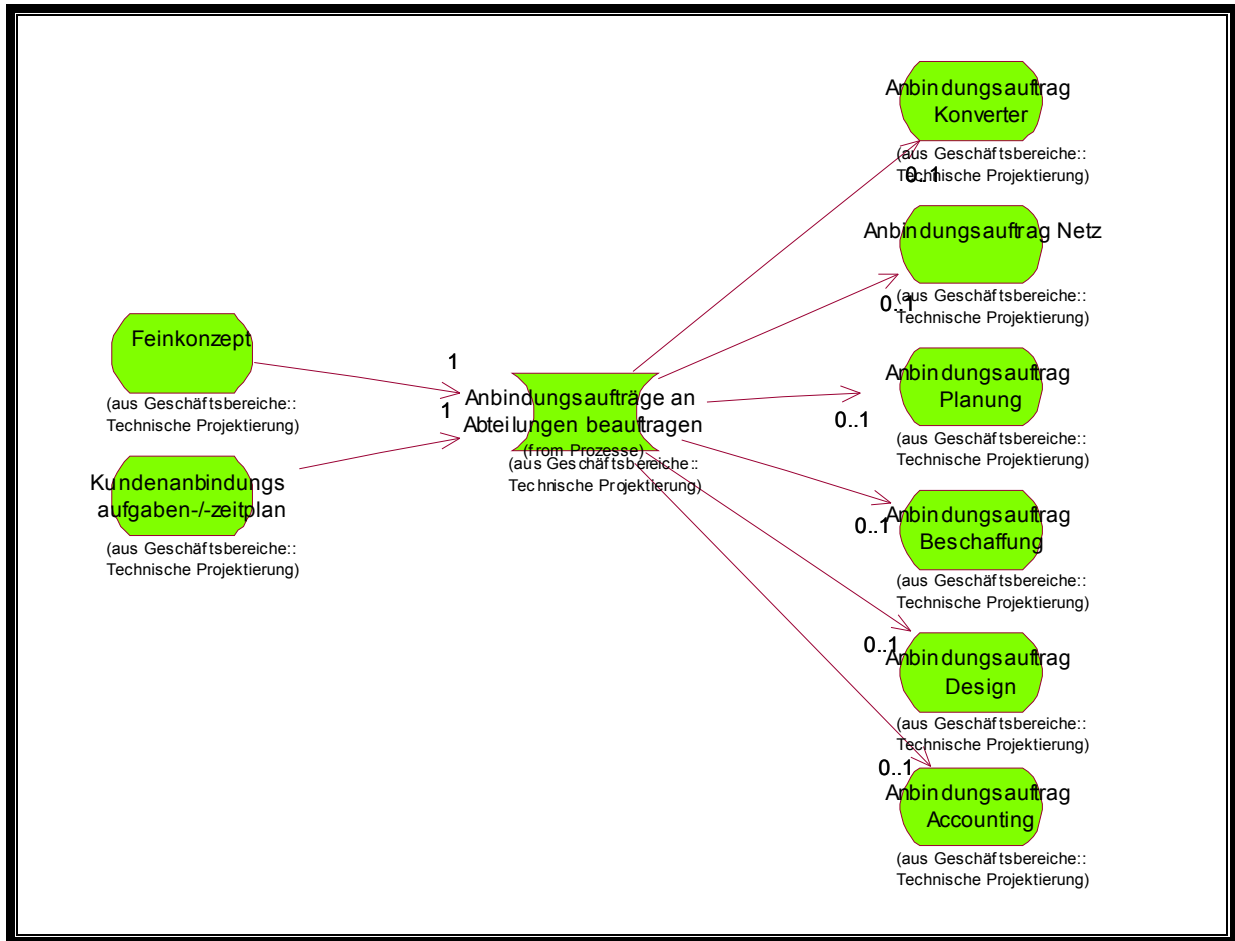 Feinkonzept
(aus Geschäftsbereiche::
Technische Projektierung)
Kundenanbindungs
aufgaben-/-zeitplan
(aus Geschäftsbereiche::
Technische Projektierung)
1
1
Anbindungsaufträge an
Abteilungen beauftragen
(from Prozesse)
(aus Geschäftsbereiche::
Technische Projektierung)
Anbindungsauftrag
Konverter
(aus Geschäftsbereiche::
Technische Projektierung)
0..1
Anbindungsauftrag Netz
(aus Geschäftsbereiche::
Technische Projektierung)
0..1
Anbindungsauftrag
Planung
(aus Geschäftsbereiche::
Technische Projektierung)
0..1
Anbindungsauftrag
Beschaffung
(aus Geschäftsbereiche::
Technische Projektierung)
0..1
Anbindungsauftrag
Design
(aus Geschäftsbereiche::
Technische Projektierung)
0..1
Anbindungsauftrag
Accounting
(aus Geschäftsbereiche::
Technische Projektierung)
0..1